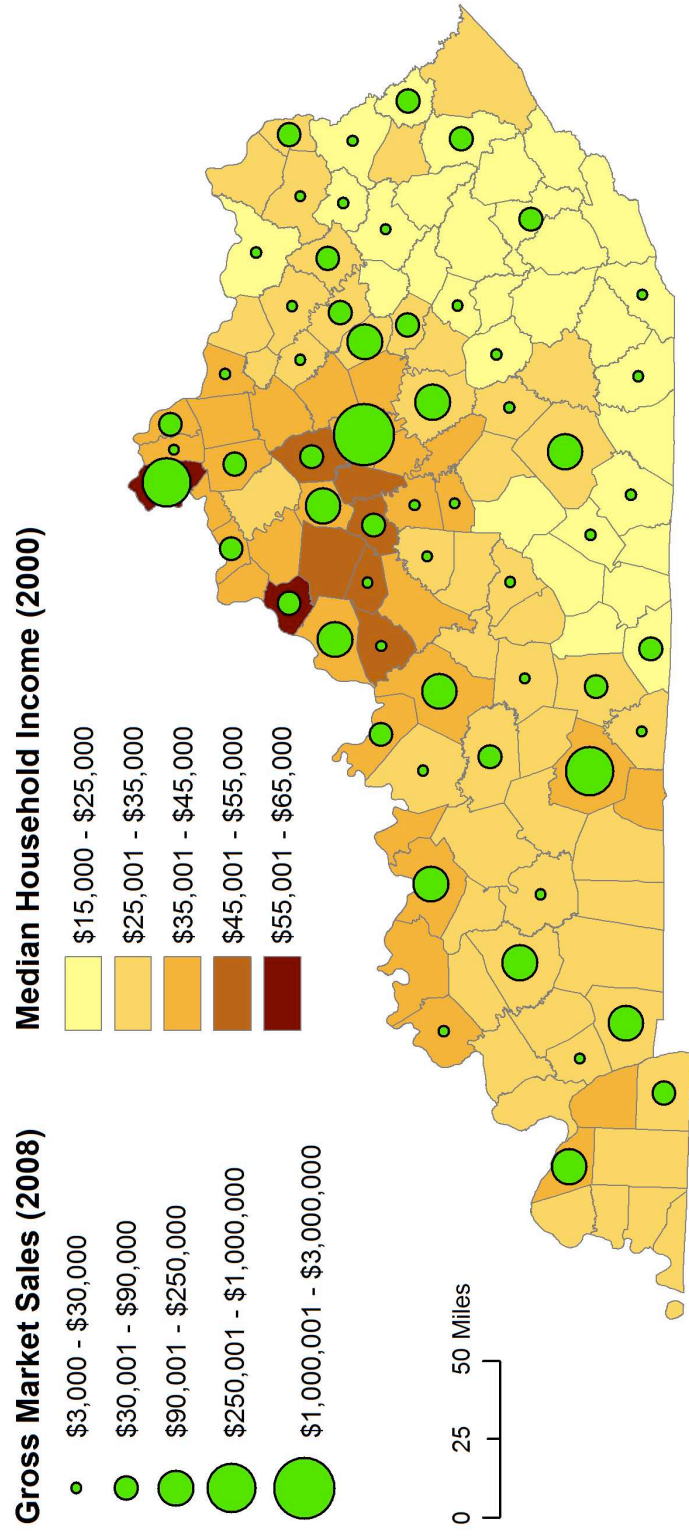 Gross Market Sales (2008)
$3,000 - $30,000
$30,001 - $90,000
$90,001 - $250,000
$250,001 - $1,000,000
$1,000,001 - $3,000,000
Median Household Income (2000)
$15,000 - $25,000
$25,001 - $35,000
$35,001 - $45,000
$45,001 - $55,000
$55,001 - $65,000
0 25 50 Miles